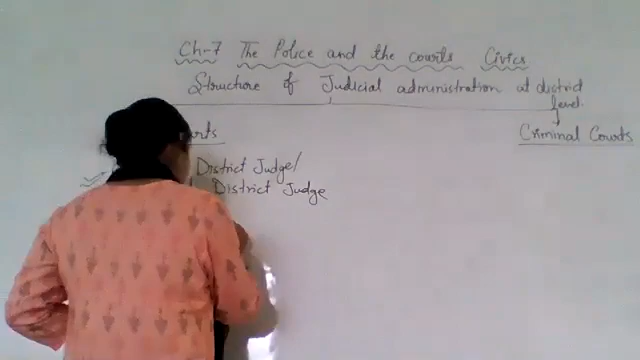 Ch-7 The Police and the courts Civics
Structure of Judicial administration at district
level.
Criminal Courts
District Judge/
District Judge